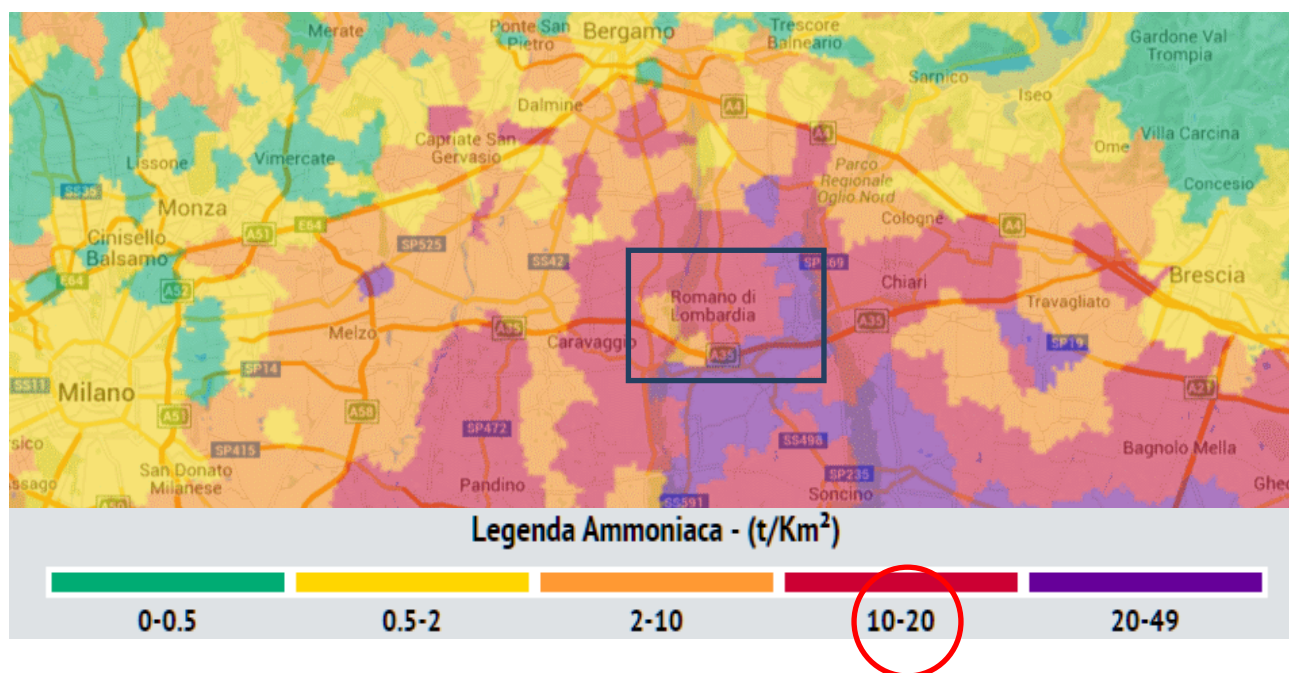 Merate
Ponte San
Pietro
Bergamo
Trescore
Balneario
Gardone Val
Trompia
Sarnico
Iseo
Dalmine
A4
Capriate San
Gervasio
A4
Villa Carcina
Ome
Lissone
Vimercate
Parco
Regionale
Oglio Nord
Concesio
SS35
Monza
Cologne
A4
E64
A51
Cinisello
Balsamo
SP525
SS42
Brescia
E64
A52
Chiari
Romano di
Lombardia
Travagliato
A35
A35
Melzo
Caravaggio
SP19
A35
SP14
SS11
Milano
A21
A51
A58
SP472
SS498
SP415
Bagnolo Mella
San Donato
Milanese
SP235
Pandino
Soncino
SS591
Legenda Ammoniaca - (t/Km²)
0-0.5 0.5-2 2-10 10-20 20-49